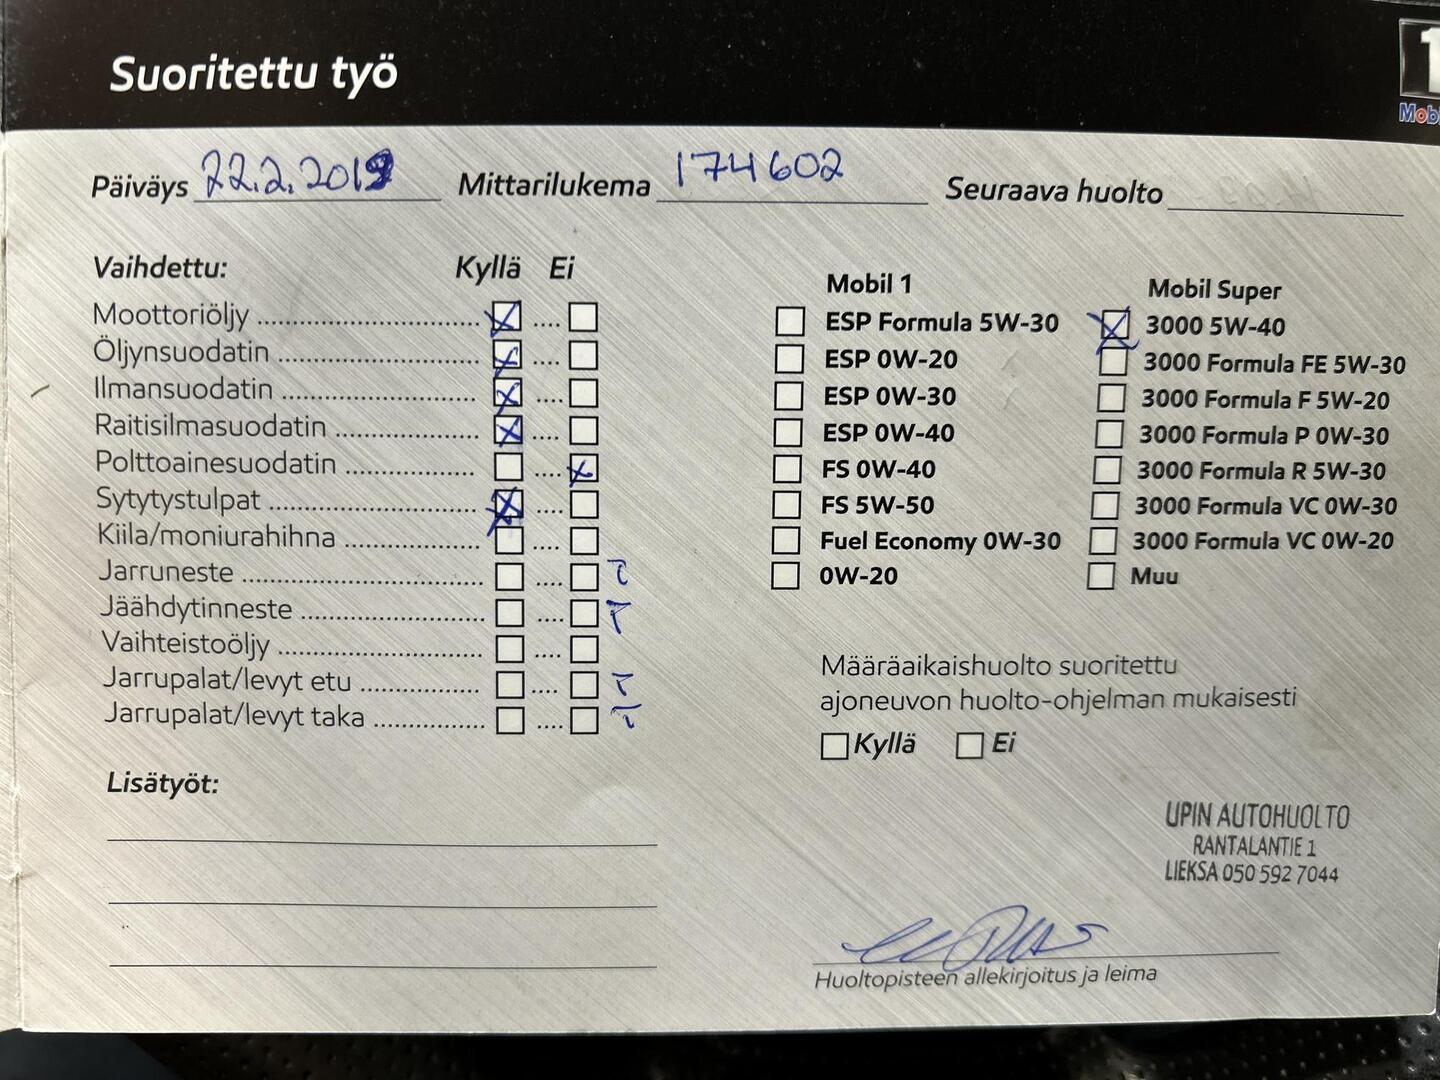 Suoritettu työ
1
Mobi
Päiväys 22.2.2019 Mittarilukema 174602 Seuraava huolto
Vaihdettu: Kyllä Ei
Moottoriöljy
Öljynsuodatin
Ilmansuodatin
Raitisilmasuodatin
Polttoainesuodatin
Sytytystulpat
Kiila/moniurahihna
Jarruneste T
Jäähdytinneste T
Vaihteistoöljy
Jarrupalat/levyt etu T
Jarrupalat/levyt taka T
Lisätyöt:
Mobil 1
ESP Formula 5W-30
ESP 0W-20
ESP 0W-30
ESP 0W-40
FS 0W-40
FS 5W-50
Fuel Economy 0W-30
0W-20
Mobil Super
3000 5W-40
3000 Formula FE 5W-30
3000 Formula F 5W-20
3000 Formula P 0W-30
3000 Formula R 5W-30
3000 Formula VC 0W-30
3000 Formula VC 0W-20
Muu
Määräaikaishuolto suoritettu
ajoneuvon huolto-ohjelman mukaisesti
Kyllä Ei
UPIN AUTOHUOLTO
RANTALANTIE 1
LIEKSA 050 592 7044
Huoltopisteen allekirjoitus ja leima